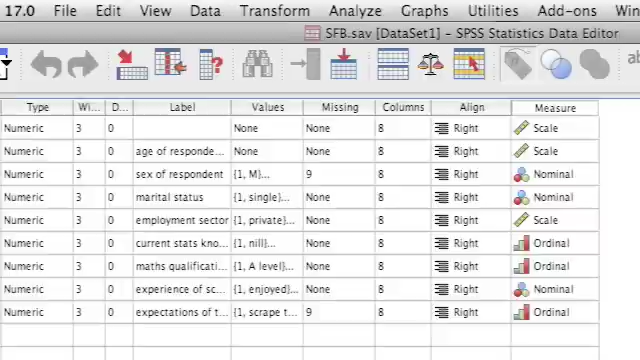 17.0 File Edit View Data Transform Analyze Graphs Utilities Add-ons Win
SFB.sav [DataSet1] - SPSS Statistics Data Editor
Type Wi... D... Label Values Missing Columns Align Measure
Numeric 3 0 None None 8 Right Scale
Numeric 3 0 age of responde... None None 8 Right Scale
Numeric 3 0 sex of respondent {1, M}... 9 8 Right Nominal
Numeric 3 0 marital status {1, single}... None 8 Right Nominal
Numeric 3 0 employment sector {1, private}... None 8 Right Scale
Numeric 3 0 current stats kno... {1, nill}... None 8 Right Ordinal
Numeric 3 0 maths qualificati... {1, A level}... None 8 Right Ordinal
Numeric 3 0 experience of sc... {1, enjoyed}... None 8 Right Nominal
Numeric 3 0 expectations of t... {1, scrape t... 9 8 Right Ordinal